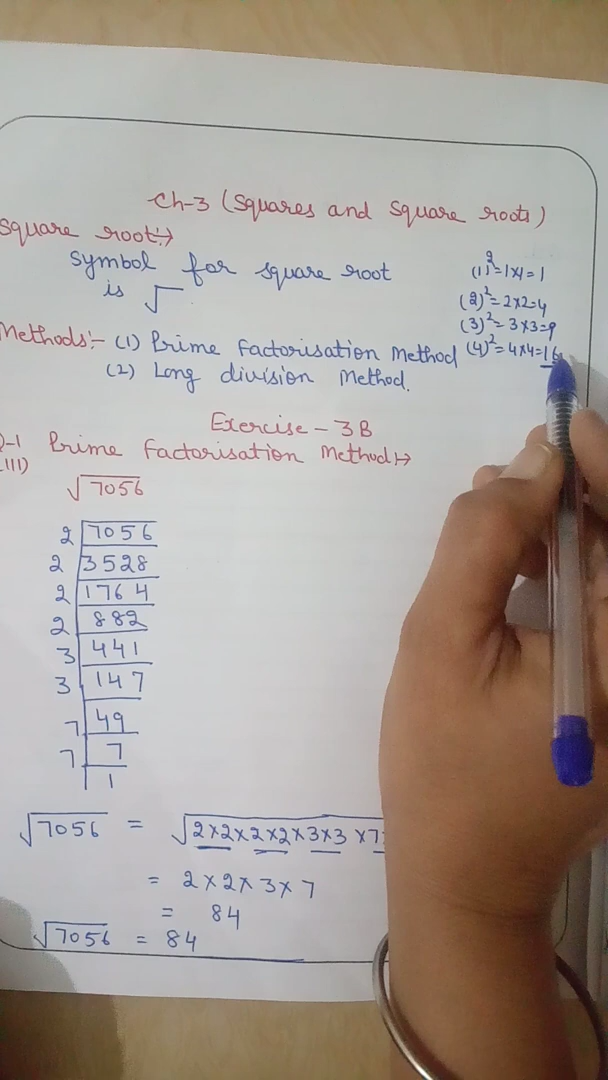 Ch-3 (Squares and Square roots)
Square root:→
Symbol for square root
is √
(1)²=1×1=1
(2)²=2×2=4
(3)²=3×3=9
(4)²=4×4=16
Methods:- (1) Prime Factorisation Method
(2) Long division Method.
Exercise - 3B
Q-1 Prime Factorisation Method:→
(III)
√7056
2 7056
2 3528
2 1764
2 882
3 441
3 147
7 49
7 7
1
√7056 = √2×2×2×2×3×3×7
= 2×2×3×7
= 84
√7056 = 84